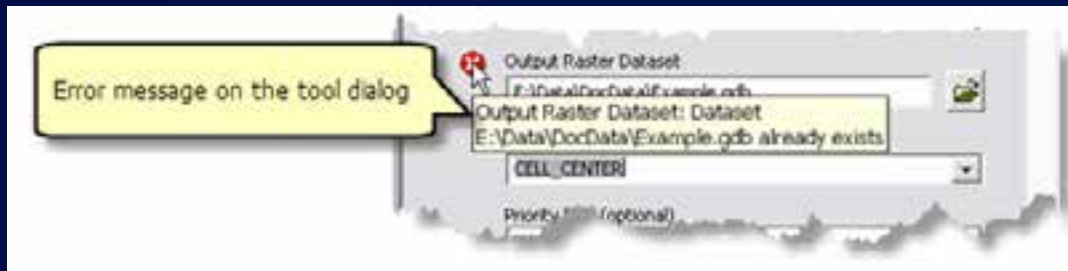 Error message on the tool dialog
Output Raster Dataset
E:\Data\DocData\Example.gdb
Output Raster Dataset: Dataset
E:\Data\DocData\Example.gdb already exists
CELL_CENTER
Priority (optional)